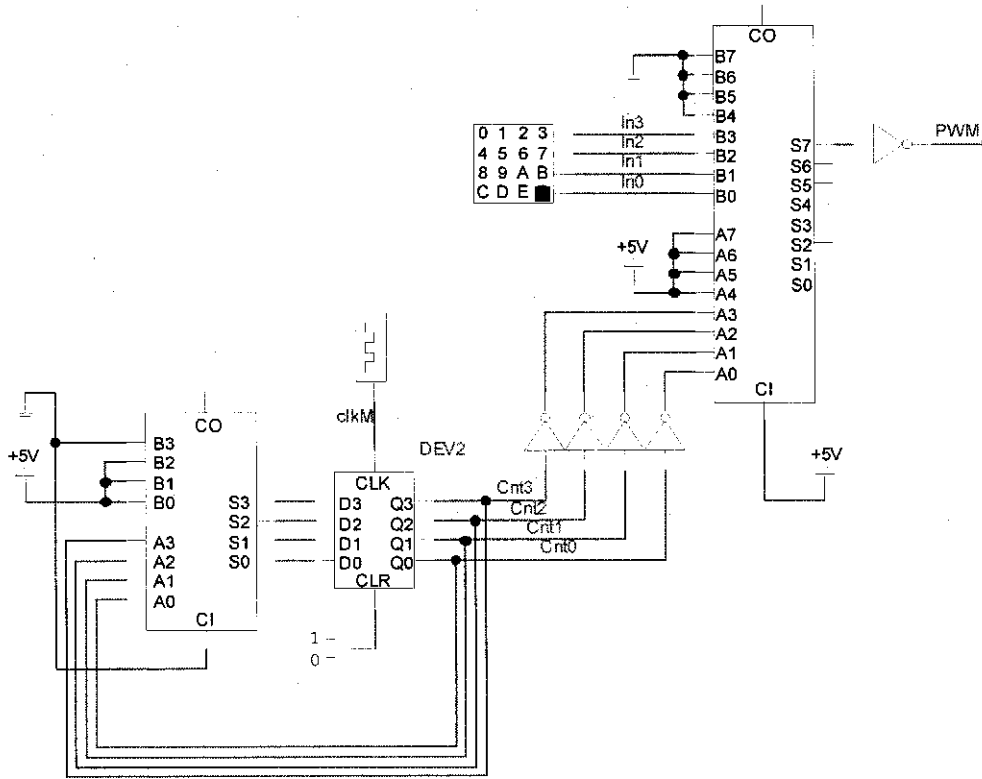 CO
B7
B6
B5
B4
In3
B3
In2
B2
In1
B1
In0
B0
0 1 2 3
4 5 6 7
8 9 A B
C D E
S7
S6
S5
S4
S3
S2
S1
S0
PWM
+5V
A7
A6
A5
A4
A3
A2
A1
A0
CI
+5V
clkM
DEV2
CO
+5V
B3
B2
B1
B0
S3
S2
S1
S0
A3
A2
A1
A0
CI
CLK
D3 Q3
D2 Q2
D1 Q1
D0 Q0
CLR
Cnt3
Cnt2
Cnt1
Cnt0
1
0